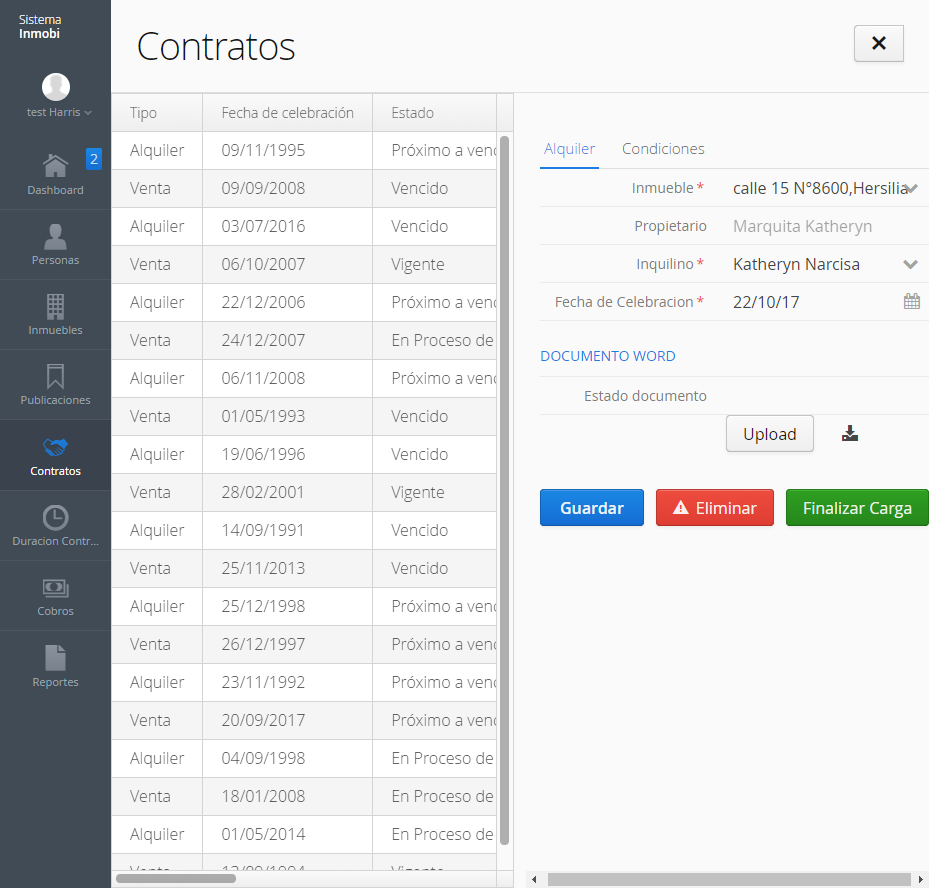 Sistema
Inmobi
test Harris
2
Dashboard
Personas
Inmuebles
Publicaciones
Contratos
Duracion Contr...
Cobros
Reportes
Contratos
Tipo Fecha de celebración Estado
Alquiler 09/11/1995 Próximo a venc
Venta 09/09/2008 Vencido
Alquiler 03/07/2016 Vencido
Venta 06/10/2007 Vigente
Alquiler 22/12/2006 Próximo a venc
Venta 24/12/2007 En Proceso de
Alquiler 06/11/2008 Próximo a venc
Venta 01/05/1993 Vencido
Alquiler 19/06/1996 Vencido
Venta 28/02/2001 Vigente
Alquiler 14/09/1991 Vencido
Venta 25/11/2013 Vencido
Alquiler 25/12/1998 Próximo a venc
Venta 26/12/1997 Próximo a venc
Alquiler 23/11/1992 Próximo a venc
Venta 20/09/2017 Próximo a venc
Alquiler 04/09/1998 En Proceso de
Venta 18/01/2008 En Proceso de
Alquiler 01/05/2014 En Proceso de
Alquiler Condiciones
Inmueble* calle 15 N°8600,Hersilia
Propietario Marquita Katheryn
Inquilino* Katheryn Narcisa
Fecha de Celebracion* 22/10/17
DOCUMENTO WORD
Estado documento
Upload
Guardar Eliminar Finalizar Carga